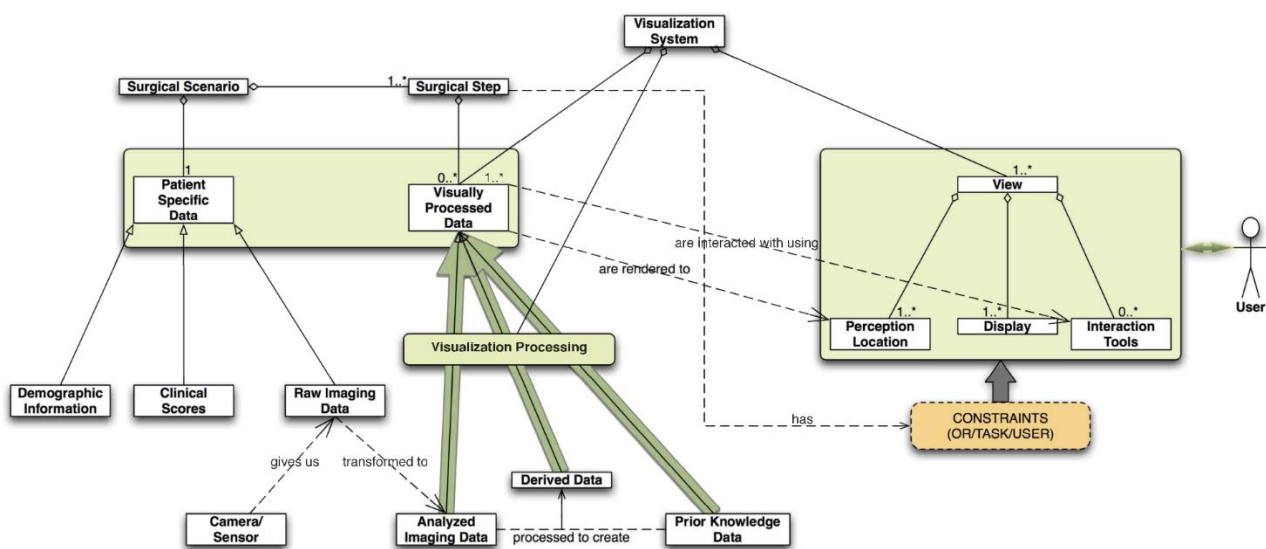 Visualization
System
Surgical Scenario
1..*
Surgical Step
1
0..*
1..*
1..*
Patient
Specific
Data
Visually
Processed
Data
View
are interacted with using
are rendered to
User
1..*
1..*
0..*
Perception
Location
Display
Interaction
Tools
Visualization Processing
Demographic
Information
Clinical
Scores
Raw Imaging
Data
has
CONSTRAINTS
(OR/TASK/USER)
gives us
transformed to
Derived Data
Camera/
Sensor
Analyzed
Imaging Data
processed to create
Prior Knowledge
Data